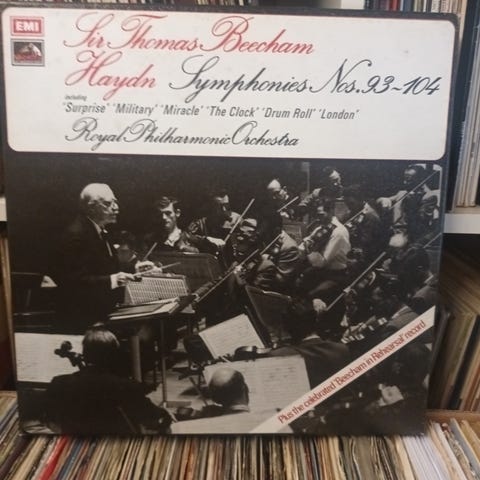 EMI
Sir Thomas Beecham
Haydn Symphonies Nos. 93~104
including
'Surprise' 'Military' 'Miracle' 'The Clock' 'Drum Roll' 'London'
Royal Philharmonic Orchestra
Plus the celebrated 'Beecham in Rehearsal' record